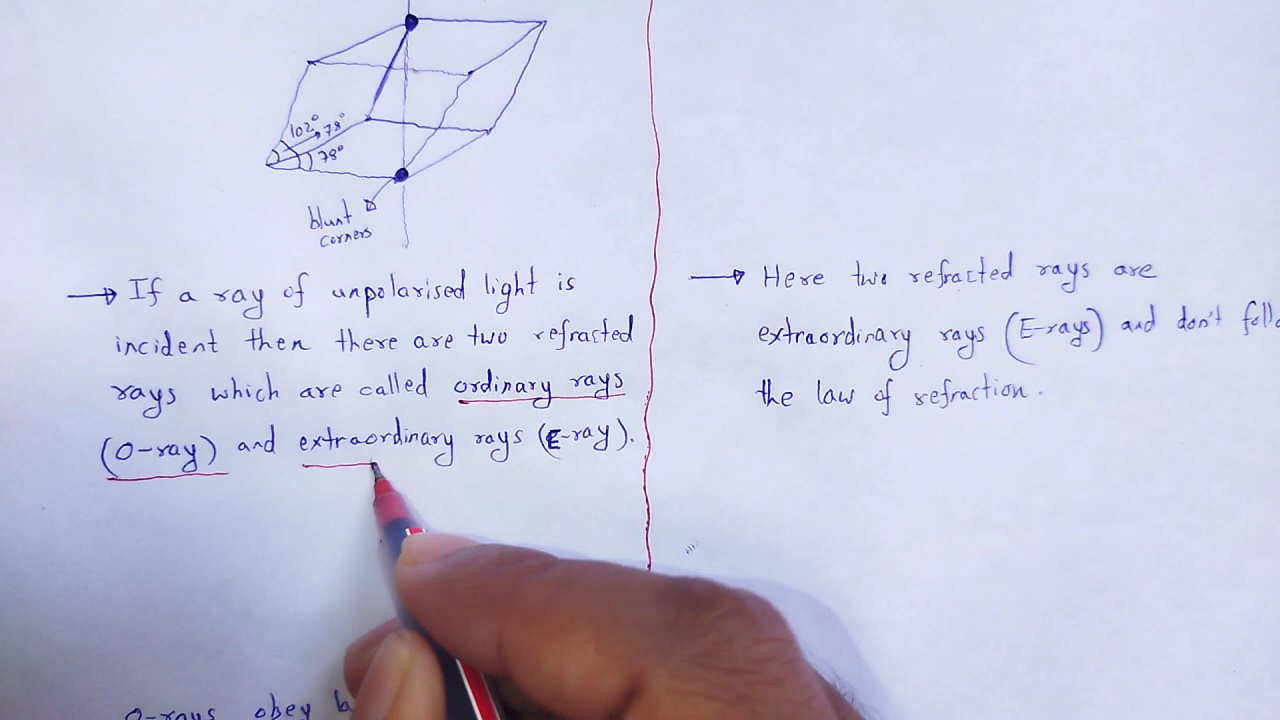 102° 78°
78°
blunt
corners
→ If a ray of unpolarised light is
incident then there are two refracted
rays which are called ordinary rays
(O-ray) and extraordinary rays (E-ray).
O-rays obey
→ Here two refracted rays are
extraordinary rays (E-rays) and don't
the law of refraction.